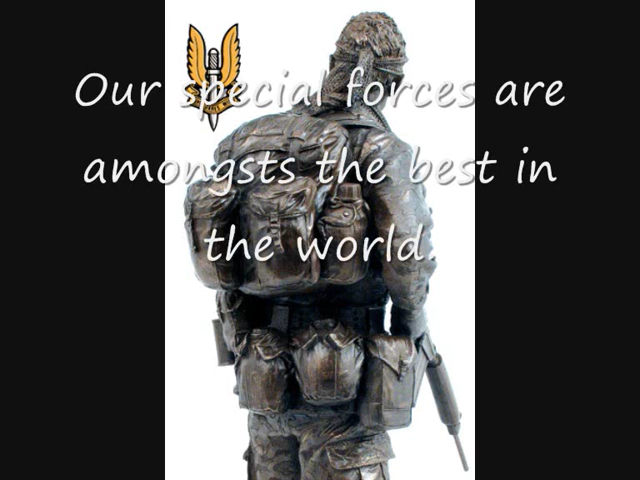 Our special forces are
amongsts the best in
the world.